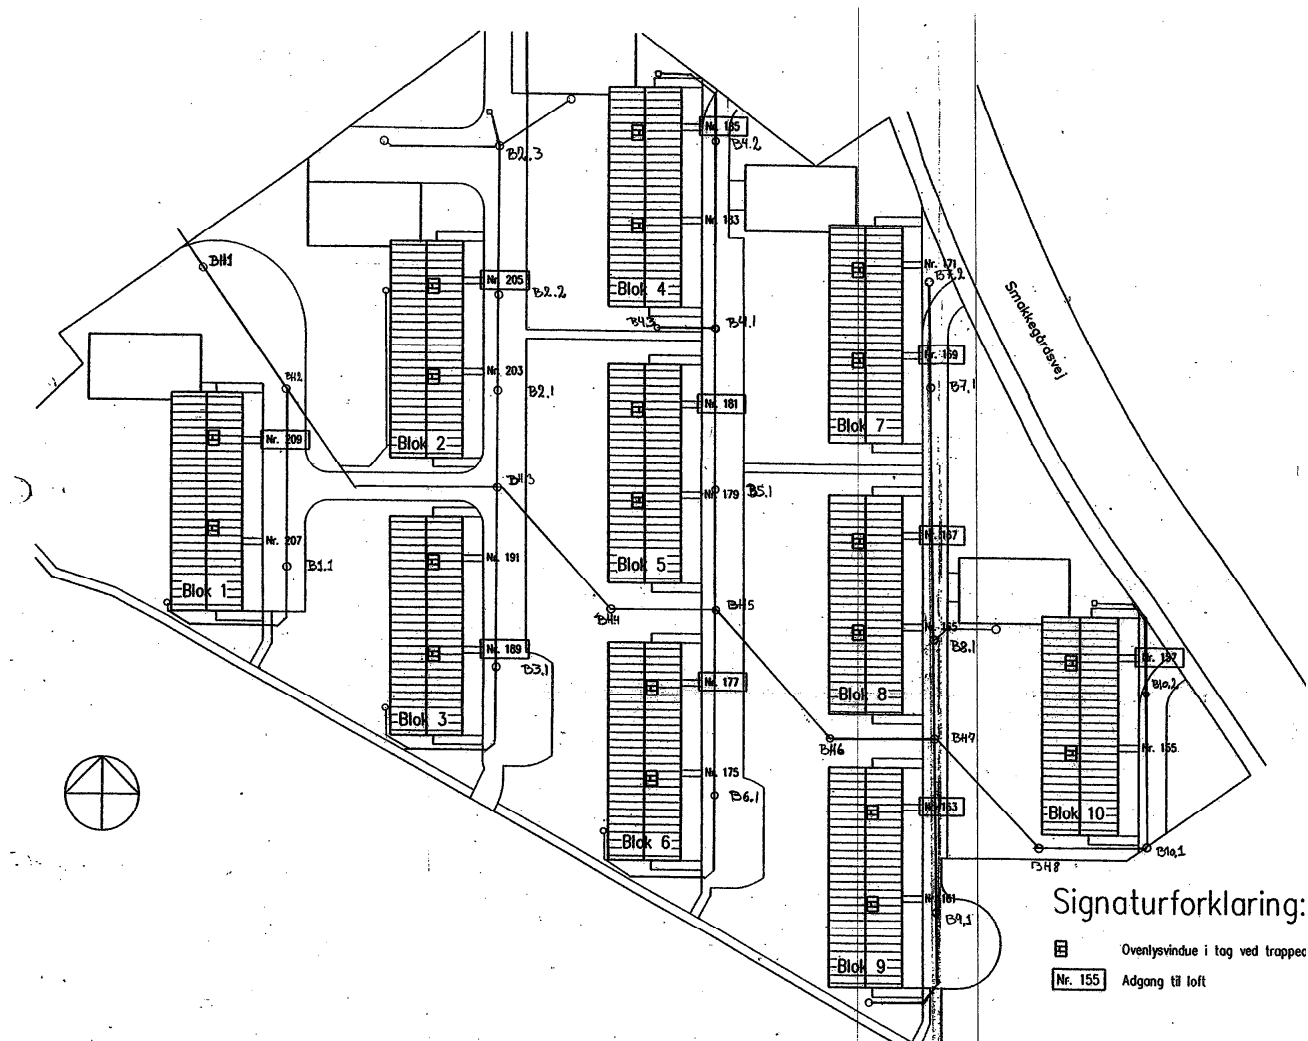 Nr. 185
B4.2
B2.3
Nr. 183
BH1
Nr. 205
B2.2
Blok 4
B4.3
B4.1
Nr. 171
B7.2
Smakkegårdsvej
Nr. 169
B7.1
BH2
Nr. 203
B2.1
Nr. 181
Blok 7
Nr. 209
Blok 2
BH3
Nr. 179
B5.1
Nr. 207
Nr. 167
B1.1
Nr. 191
Blok 5
Blok 1
BH4
BH5
Nr. 165
B8.1
Nr. 189
B3.1
Nr. 177
Nr. 157
B10.2
Blok 8
Blok 3
BH6
BH7
Nr. 155
Nr. 175
B6.1
Nr. 163
Blok 10
Blok 6
BH8
B10.1
Nr. 161
B9.1
Blok 9
Signaturforklaring:
Ovenlysvindue i tag ved
Nr. 155 Adgang til loft